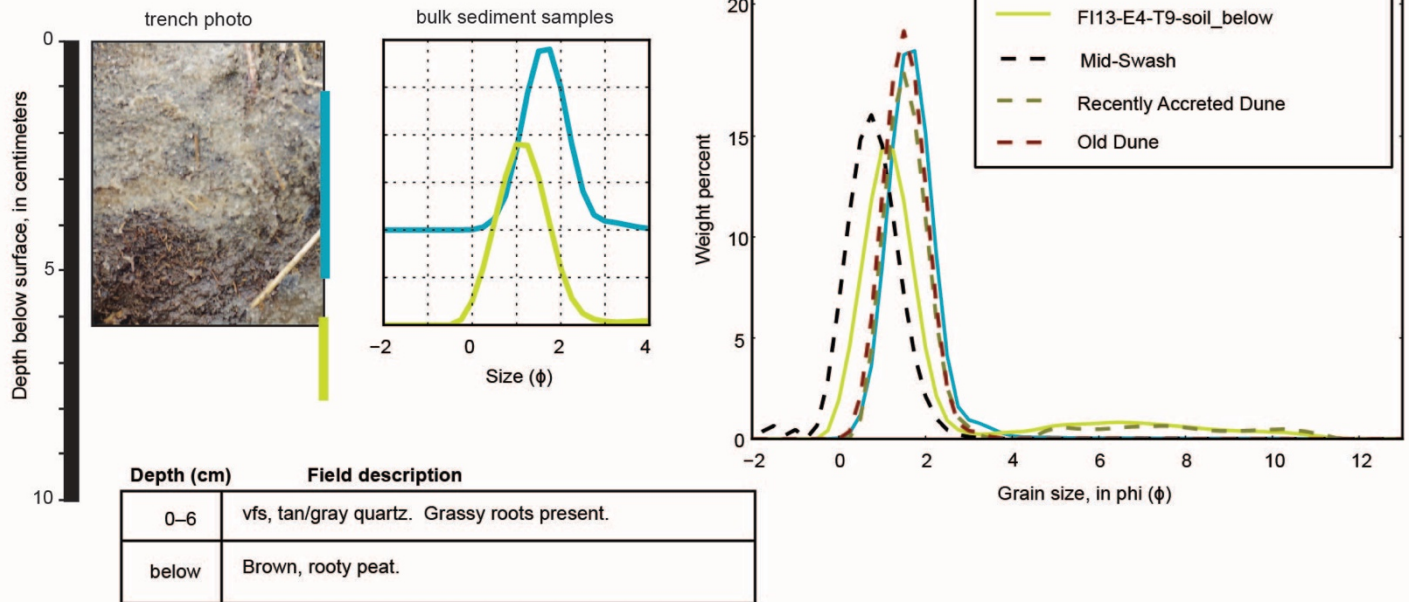 trench photo
bulk sediment samples
Depth below surface, in centimeters
0
5
10
−2 0 2 4
Size (ϕ)
Weight percent
20
15
10
5
0
−2 0 2 4 6 8 10 12
Grain size, in phi (ϕ)
FI13-E4-T9-soil_below
Mid-Swash
Recently Accreted Dune
Old Dune
Depth (cm) Field description
0–6 vfs, tan/gray quartz. Grassy roots present.
below Brown, rooty peat.